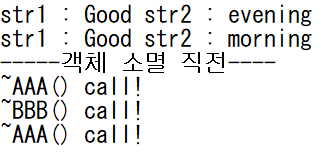 str1 : Good str2 : evening
str1 : Good str2 : morning
-----객체 소멸 직전----
~AAA() call!
~BBB() call!
~AAA() call!